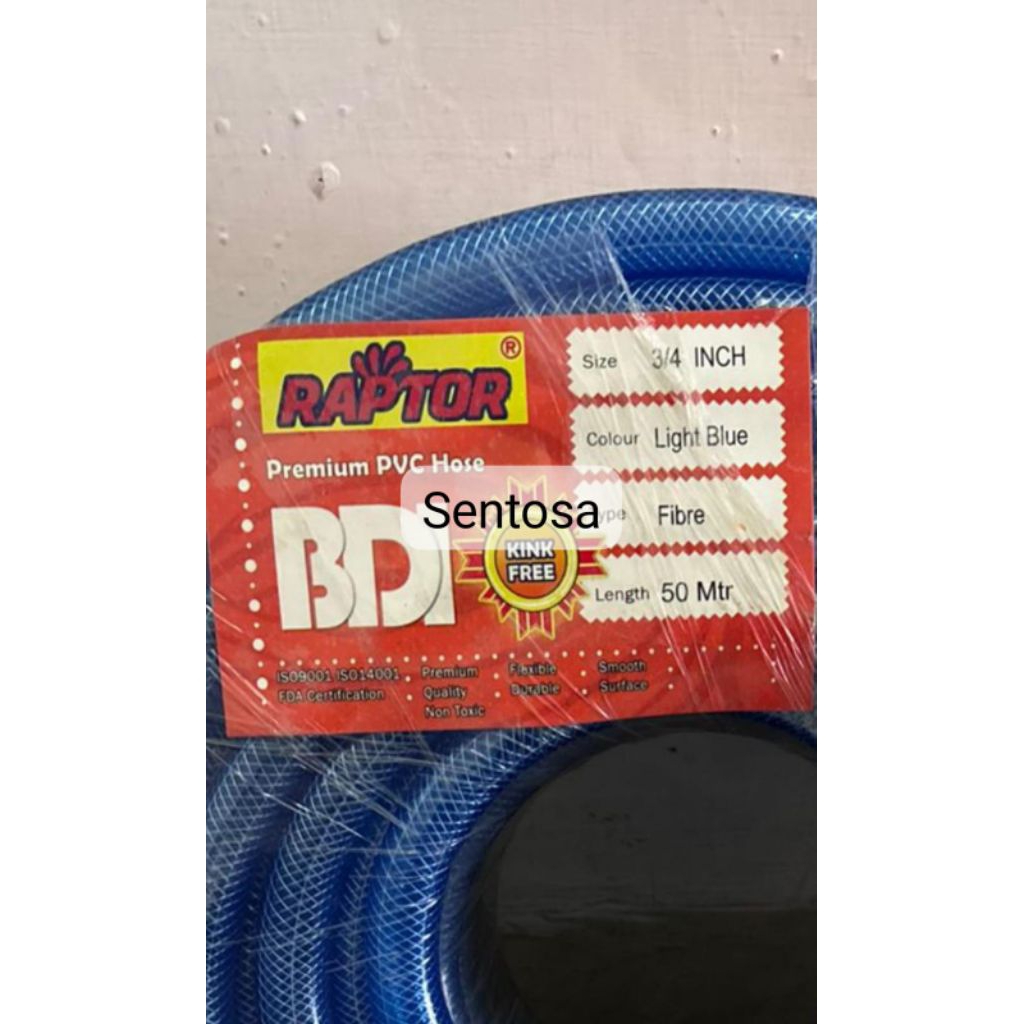 RAPTOR ®
Premium PVC Hose
BDI
KINK
FREE
Size 3/4 INCH
Colour Light Blue
Type Fibre
Length 50 Mtr
Sentosa
ISO9001 ISO14001
FDA Certification
Premium
Quality
Non Toxic
Flexible
Durable
Smooth
Surface